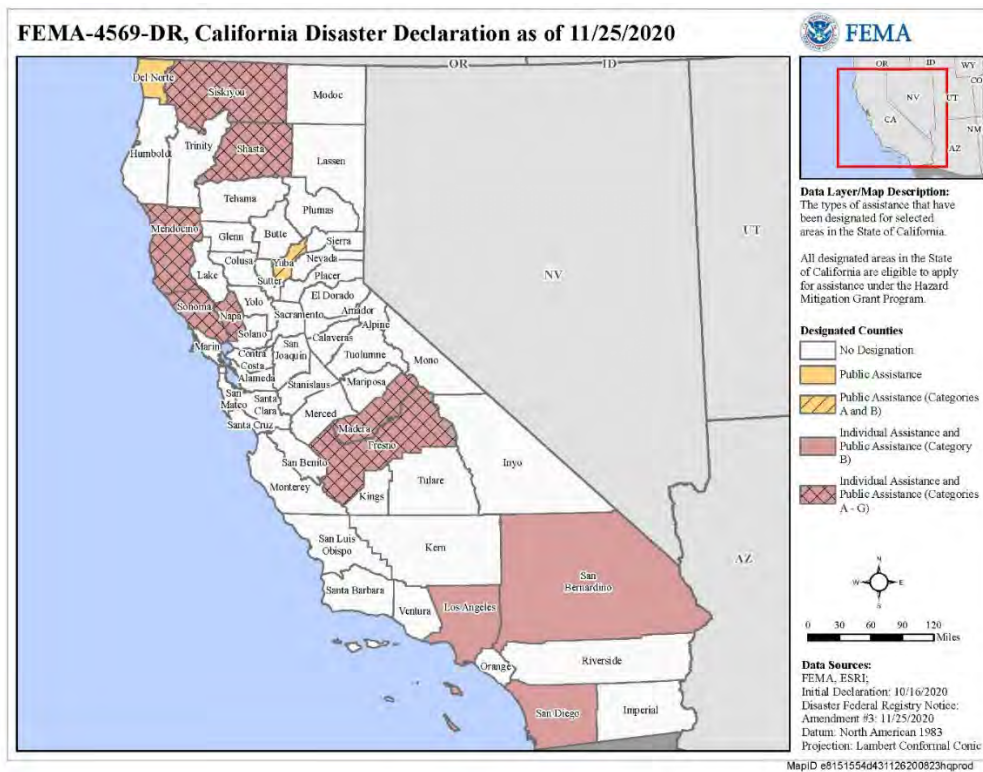 FEMA-4569-DR, California Disaster Declaration as of 11/25/2020
FEMA
OR
ID
WY
CO
NV
UT
CA
NM
AZ
Data Layer/Map Description:
The types of assistance that have
been designated for selected
areas in the State of California.
All designated areas in the State
of California are eligible to apply
for assistance under the Hazard
Mitigation Grant Program.
Designated Counties
No Designation
Public Assistance
Public Assistance (Categories
A and B)
Individual Assistance and
Public Assistance (Category
B)
Individual Assistance and
Public Assistance (Categories
A - G)
N
W
E
S
0 30 60 90 120
Miles
Data Sources:
FEMA, ESRI;
Initial Declaration: 10/16/2020
Disaster Federal Registry Notice:
Amendment #3: 11/25/2020
Datum: North American 1983
Projection: Lambert Conformal Conic
MapID e8151554d431126200823hqprod
OR
ID
NV
UT
AZ
Del Norte
Siskiyou
Modoc
Humboldt
Trinity
Shasta
Lassen
Tehama
Plumas
Mendocino
Glenn
Butte
Sierra
Lake
Colusa
Yuba
Nevada
Sutter
Placer
Sonoma
Napa
Yolo
El Dorado
Sacramento
Amador
Alpine
Solano
Marin
Calaveras
San
Joaquin
Contra
Costa
Tuolumne
Mono
Alameda
San
Mateo
Santa
Clara
Stanislaus
Mariposa
Santa Cruz
Merced
Madera
Fresno
San Benito
Monterey
Kings
Tulare
Inyo
San Luis
Obispo
Kern
San
Bernardino
Santa Barbara
Ventura
Los Angeles
Orange
Riverside
San Diego
Imperial